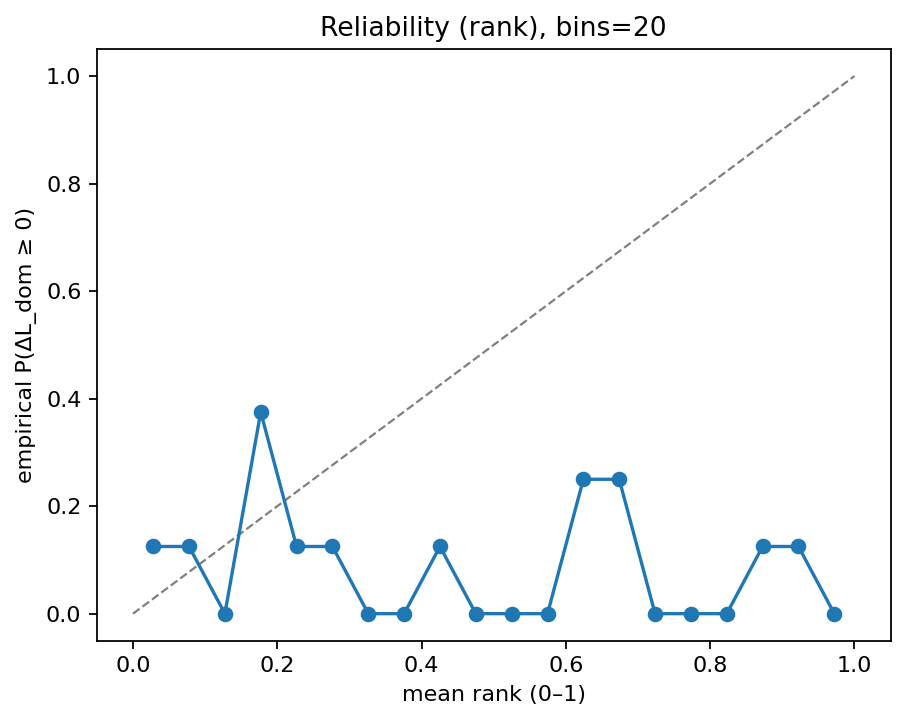 Reliability (rank), bins=20
1.0
0.8
0.6
0.4
0.2
0.0
empirical P(ΔL_dom ≥ 0)
0.0 0.2 0.4 0.6 0.8 1.0
mean rank (0–1)